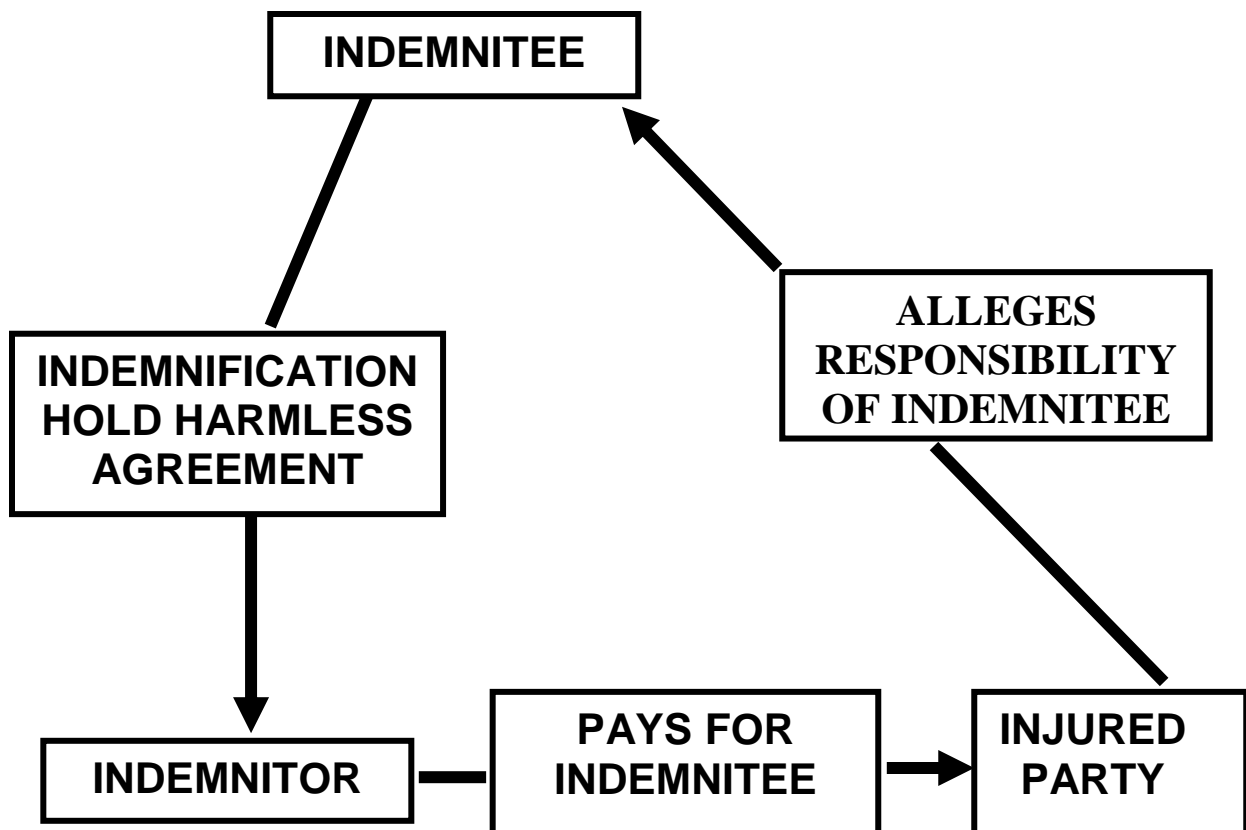 INDEMNITEE
ALLEGES
RESPONSIBILITY
OF INDEMNITEE
INDEMNIFICATION
HOLD HARMLESS
AGREEMENT
INDEMNITOR
PAYS FOR
INDEMNITEE
INJURED
PARTY